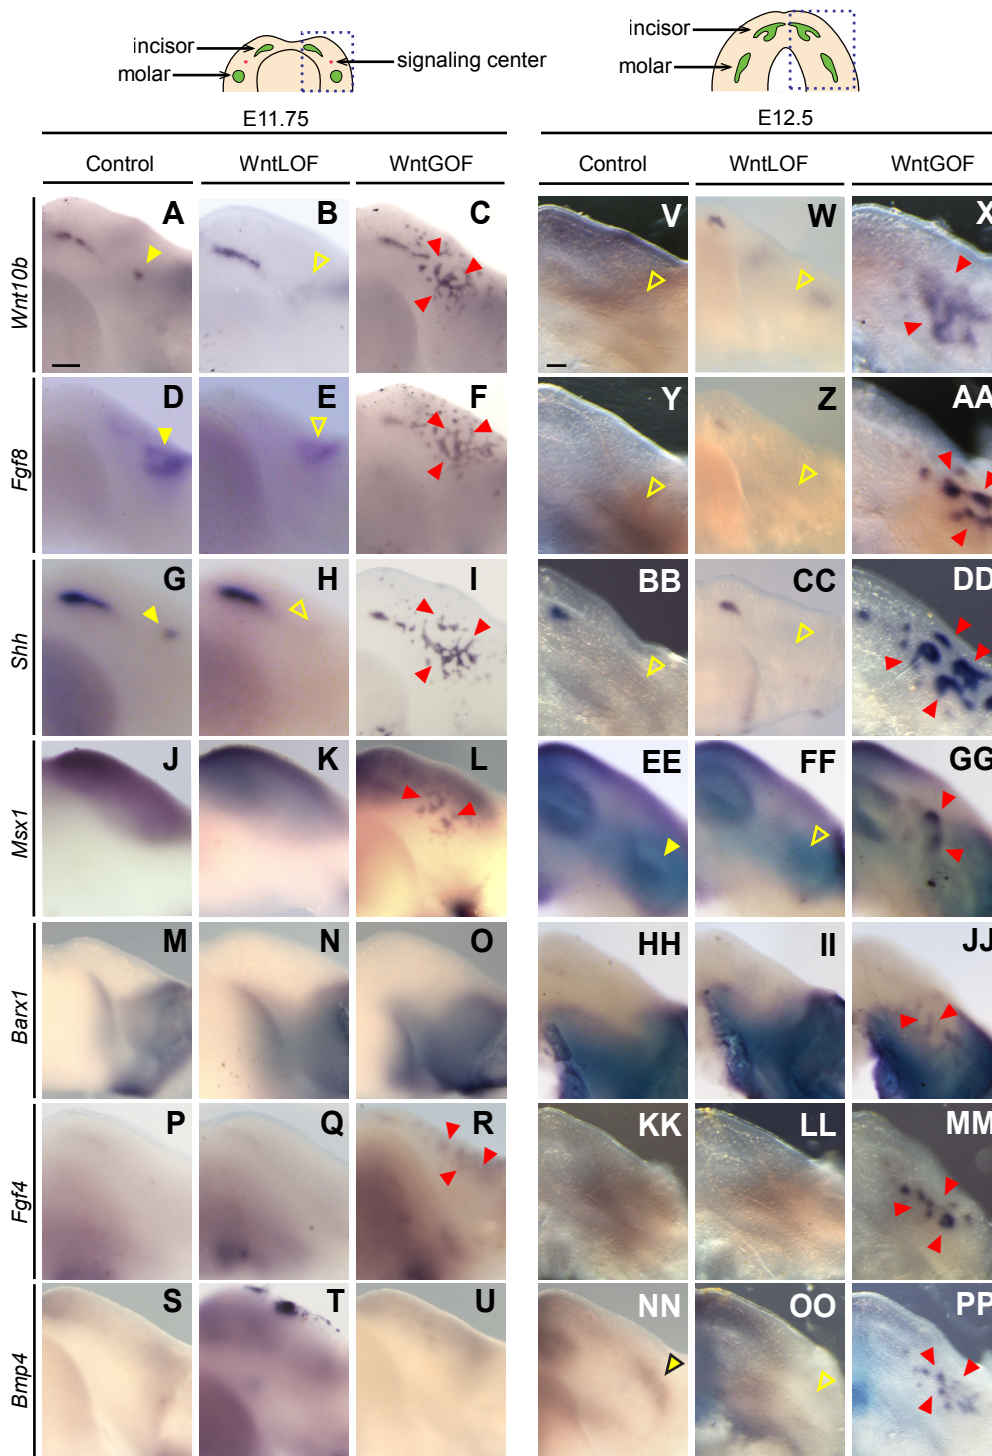 incisor
molar
signaling center
incisor
molar
E11.75
E12.5
Control WntLOF WntGOF Control WntLOF WntGOF
Wnt10b A B C V W X
Fgf8 D E F Y Z AA
Shh G H I BB CC DD
Msx1 J K L EE FF GG
Barx1 M N O HH II JJ
Fgf4 P Q R KK LL MM
Bmp4 S T U NN OO PP